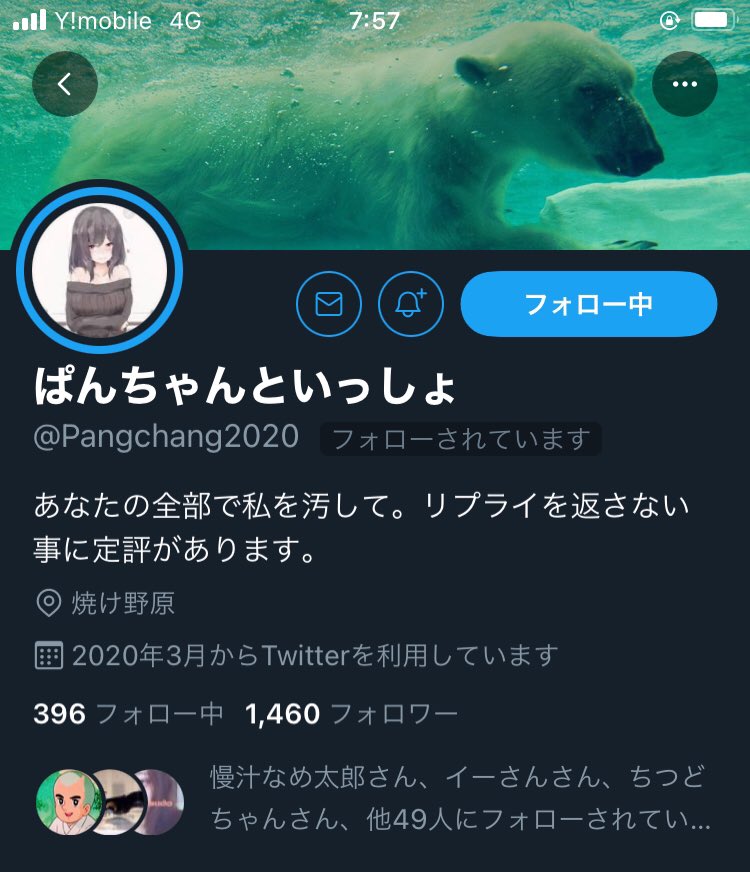 Y!mobile 4G 7:57
フォロー中
ぱんちゃんといっしょ
@Pangchang2020 フォローされています
あなたの全部で私を汚して。リプライを返さない
事に定評があります。
焼け野原
2020年3月からTwitterを利用しています
396 フォロー中 1,460 フォロワー
慢汁なめ太郎さん、イーさんさん、ちつど
ちゃんさん、他49人にフォローされてい...